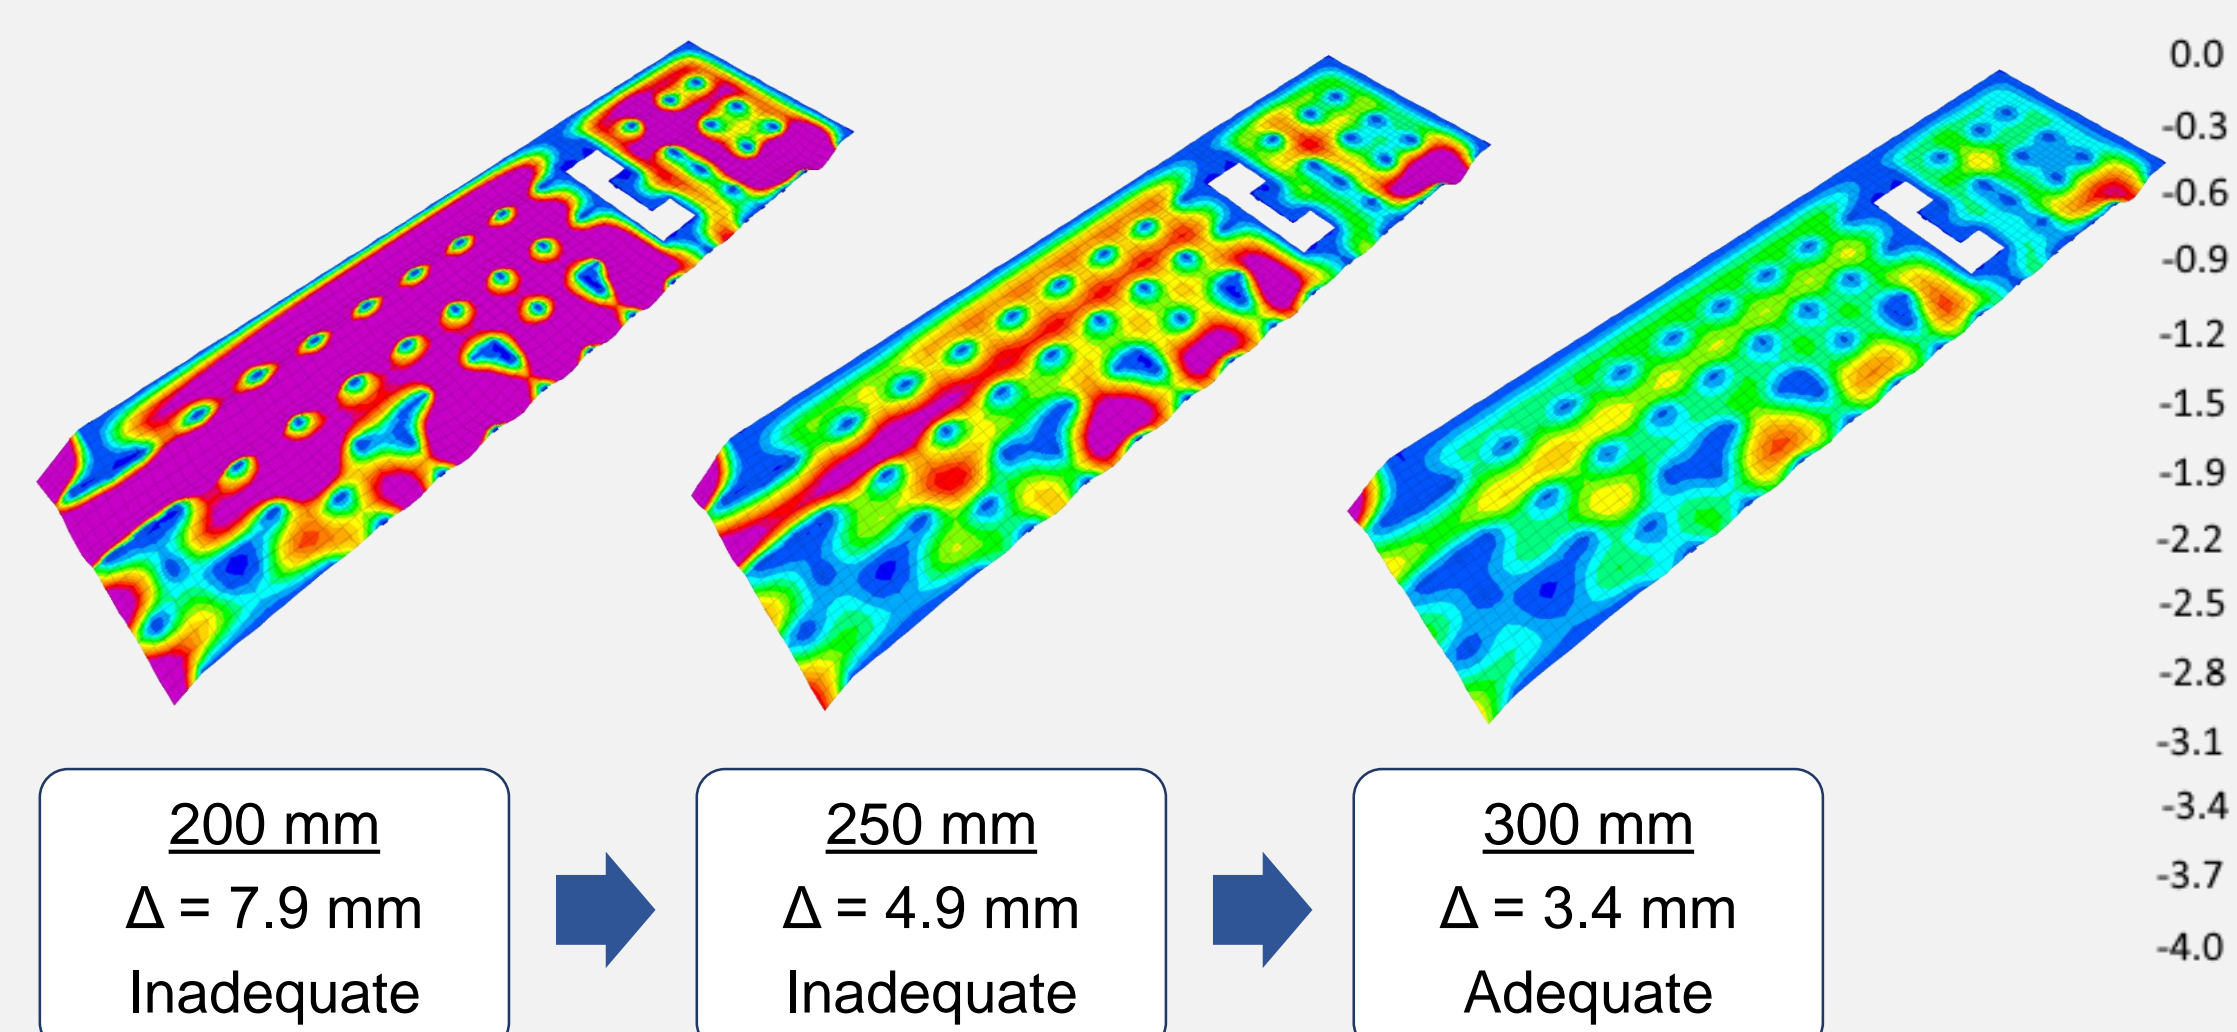 0.0
-0.3
-0.6
-0.9
-1.2
-1.5
-1.9
-2.2
-2.5
-2.8
-3.1
-3.4
-3.7
-4.0
200 mm
Δ = 7.9 mm
Inadequate
250 mm
Δ = 4.9 mm
Inadequate
300 mm
Δ = 3.4 mm
Adequate